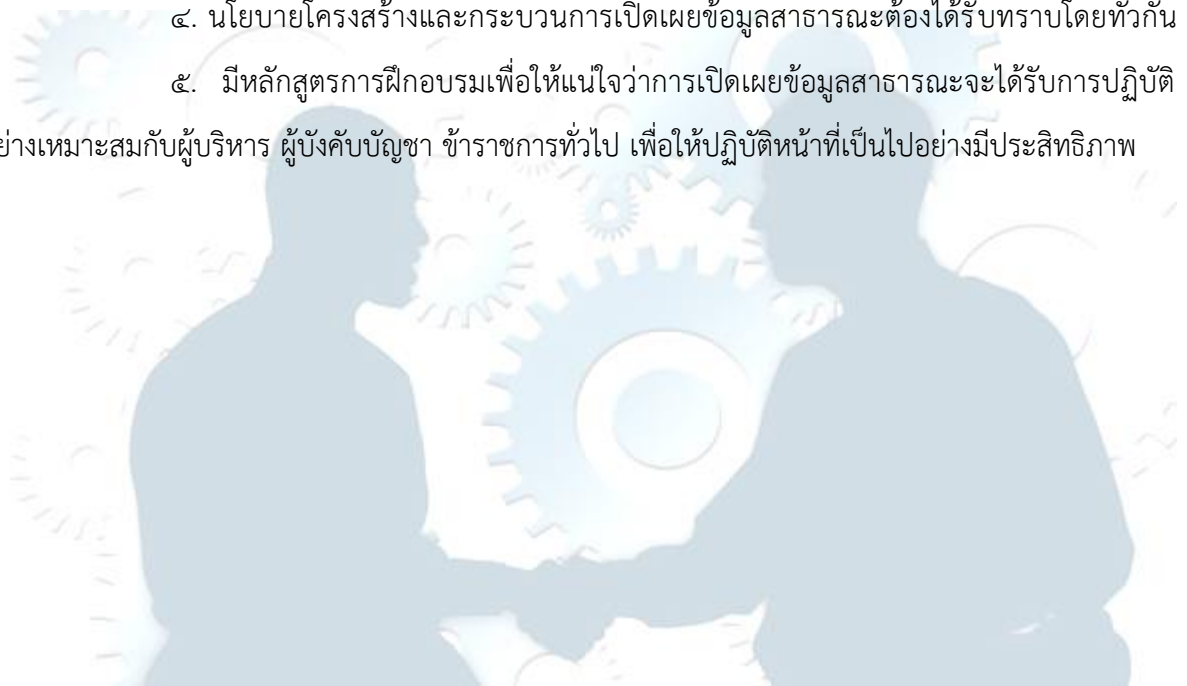 ๔. นโยบายโครงสร้างและกระบวนการเปิดเผยข้อมูลสาธารณะต้องได้รับทราบโดยทั่วกัน
๕. มีหลักสูตรการฝึกอบรมเพื่อให้แน่ใจว่าการเปิดเผยข้อมูลสาธารณะจะได้รับการปฏิบัติ
ย่างเหมาะสมกับผู้บริหาร ผู้บังคับบัญชา ข้าราชการทั่วไป เพื่อให้ปฏิบัติหน้าที่เป็นไปอย่างมีประสิทธิภาพ